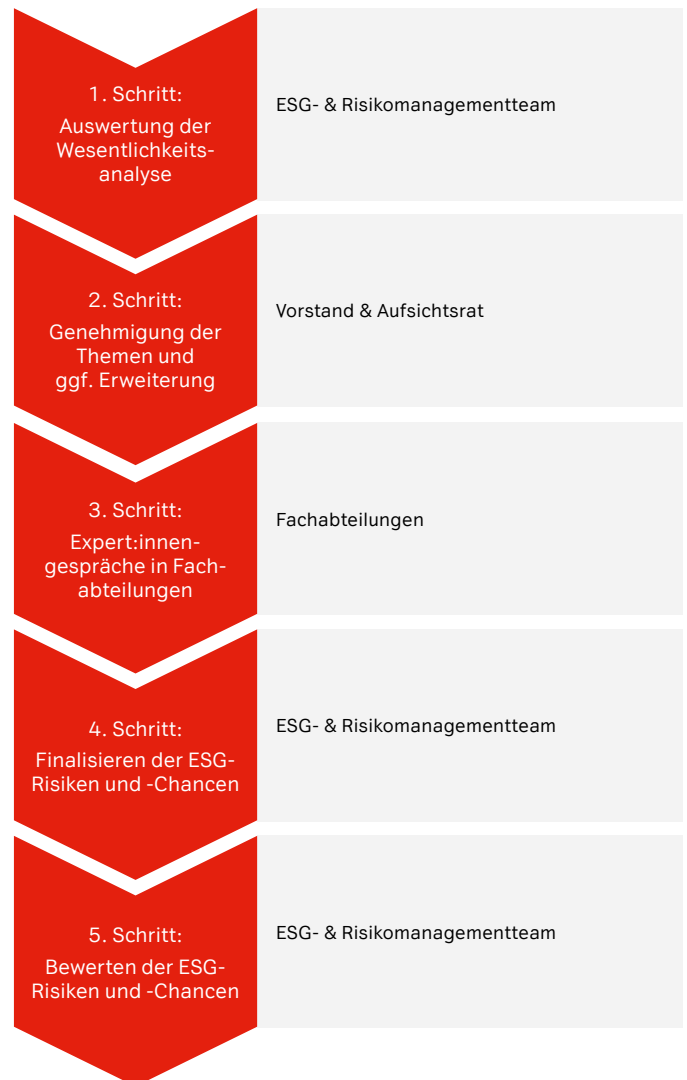 1. Schritt:
Auswertung der
Wesentlichkeits-
analyse
ESG- & Risikomanagementteam
2. Schritt:
Genehmigung der
Themen und
ggf. Erweiterung
Vorstand & Aufsichtsrat
3. Schritt:
Expert:innen-
gespräche in Fach-
abteilungen
Fachabteilungen
4. Schritt:
Finalisieren der ESG-
Risiken und -Chancen
ESG- & Risikomanagementteam
5. Schritt:
Bewerten der ESG-
Risiken und -Chancen
ESG- & Risikomanagementteam